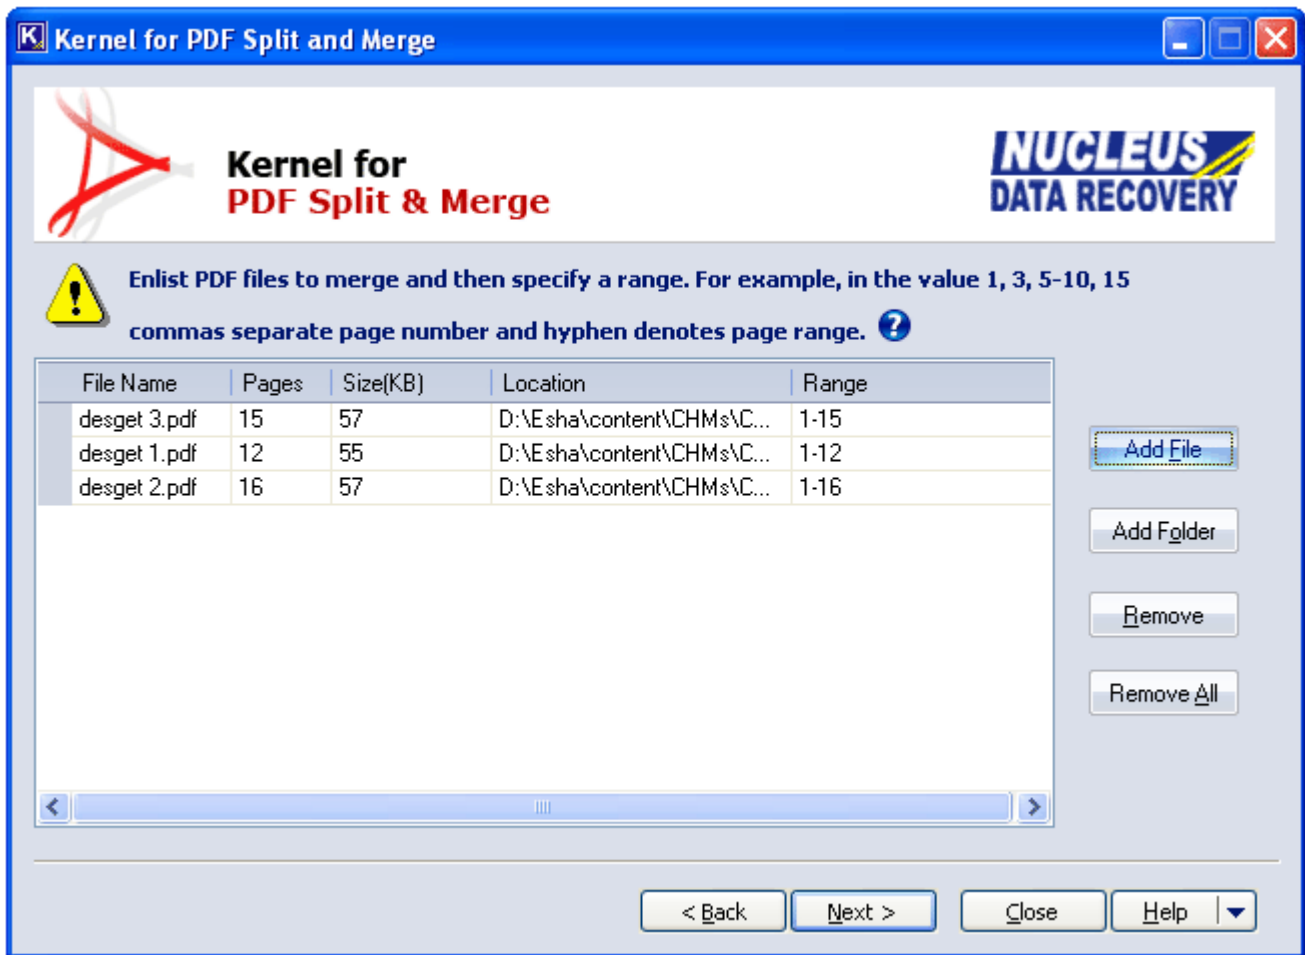 Kernel for PDF Split and Merge
Kernel for
PDF Split & Merge
NUCLEUS
DATA RECOVERY
Enlist PDF files to merge and then specify a range. For example, in the value 1, 3, 5-10, 15
commas separate page number and hyphen denotes page range.
File Name Pages Size(KB) Location Range
desget 3.pdf 15 57 D:\Esha\content\CHMs\C... 1-15
desget 1.pdf 12 55 D:\Esha\content\CHMs\C... 1-12
desget 2.pdf 16 57 D:\Esha\content\CHMs\C... 1-16
Add File
Add Folder
Remove
Remove All
< Back Next > Close Help